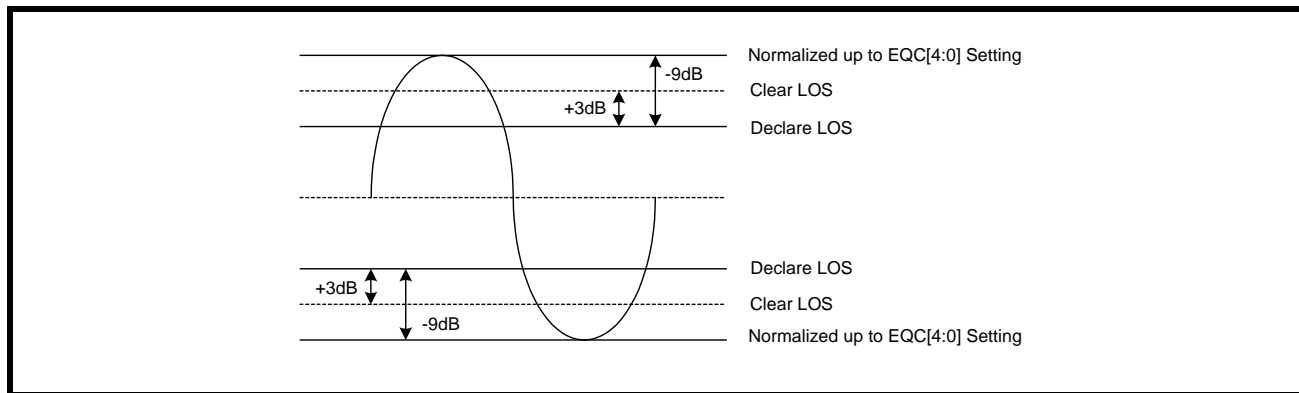 Normalized up to EQC[4:0] Setting
-9dB
Clear LOS
+3dB
Declare LOS
Declare LOS
+3dB
Clear LOS
-9dB
Normalized up to EQC[4:0] Setting